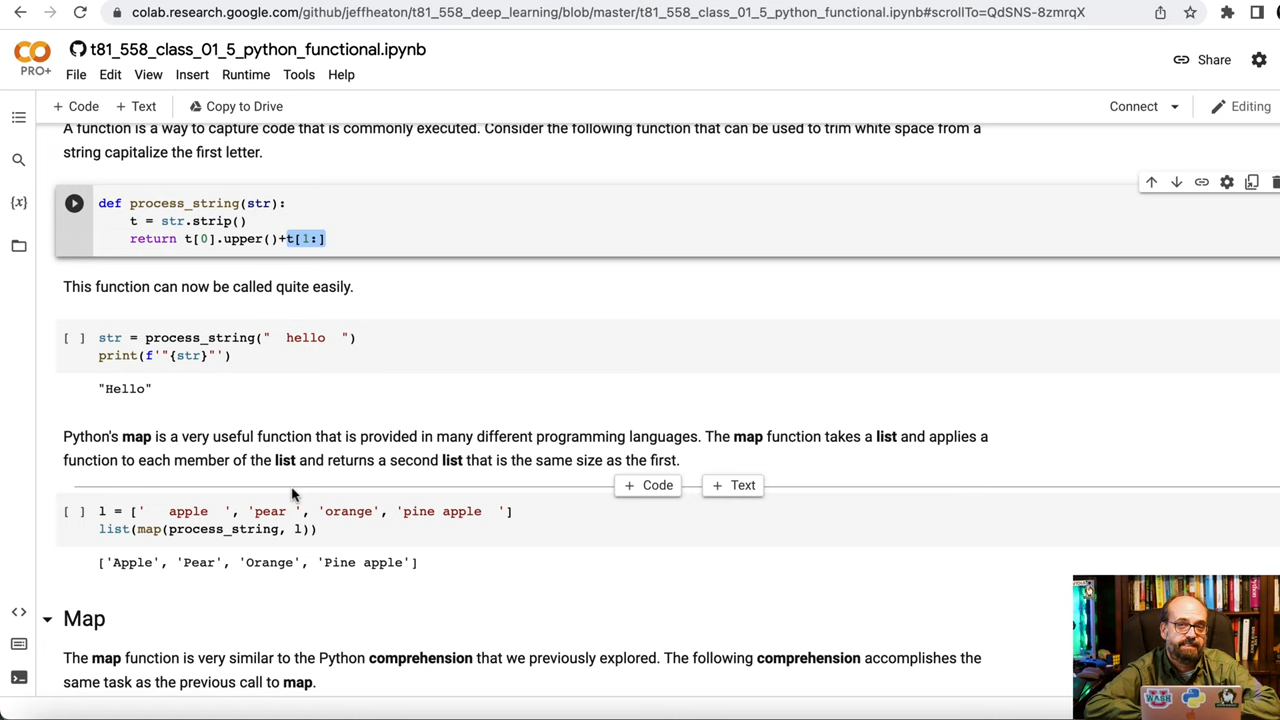 colab.research.google.com/github/jeffheaton/t81_558_deep_learning/blob/master/t81_558_class_01_5_python_functional.ipynb#scrollTo=QdSNS-8zmrqX
CO
PRO+
t81_558_class_01_5_python_functional.ipynb
File Edit View Insert Runtime Tools Help
Share
+ Code + Text Copy to Drive
Connect Editing
A function is a way to capture code that is commonly executed. Consider the following function that can be used to trim white space from a
string capitalize the first letter.
def process_string(str):
t = str.strip()
return t[0].upper()+t[1:]
This function can now be called quite easily.
[ ] str = process_string("  hello  ")
print(f'"{str}"')
"Hello"
Python's map is a very useful function that is provided in many different programming languages. The map function takes a list and applies a
function to each member of the list and returns a second list that is the same size as the first.
+ Code + Text
[ ] l = ['   apple  ', 'pear ', 'orange', 'pine apple  ']
list(map(process_string, l))
['Apple', 'Pear', 'Orange', 'Pine apple']
Map
The map function is very similar to the Python comprehension that we previously explored. The following comprehension accomplishes the
same task as the previous call to map.